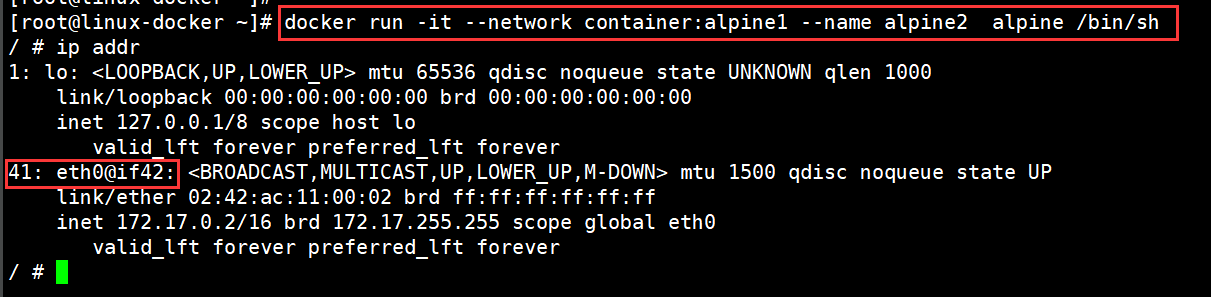 [root@linux-docker ~]#
[root@linux-docker ~]# docker run -it --network container:alpine1 --name alpine2  alpine /bin/sh
/ # ip addr
1: lo: <LOOPBACK,UP,LOWER_UP> mtu 65536 qdisc noqueue state UNKNOWN qlen 1000
    link/loopback 00:00:00:00:00:00 brd 00:00:00:00:00:00
    inet 127.0.0.1/8 scope host lo
       valid_lft forever preferred_lft forever
41: eth0@if42: <BROADCAST,MULTICAST,UP,LOWER_UP,M-DOWN> mtu 1500 qdisc noqueue state UP
    link/ether 02:42:ac:11:00:02 brd ff:ff:ff:ff:ff:ff
    inet 172.17.0.2/16 brd 172.17.255.255 scope global eth0
       valid_lft forever preferred_lft forever
/ #